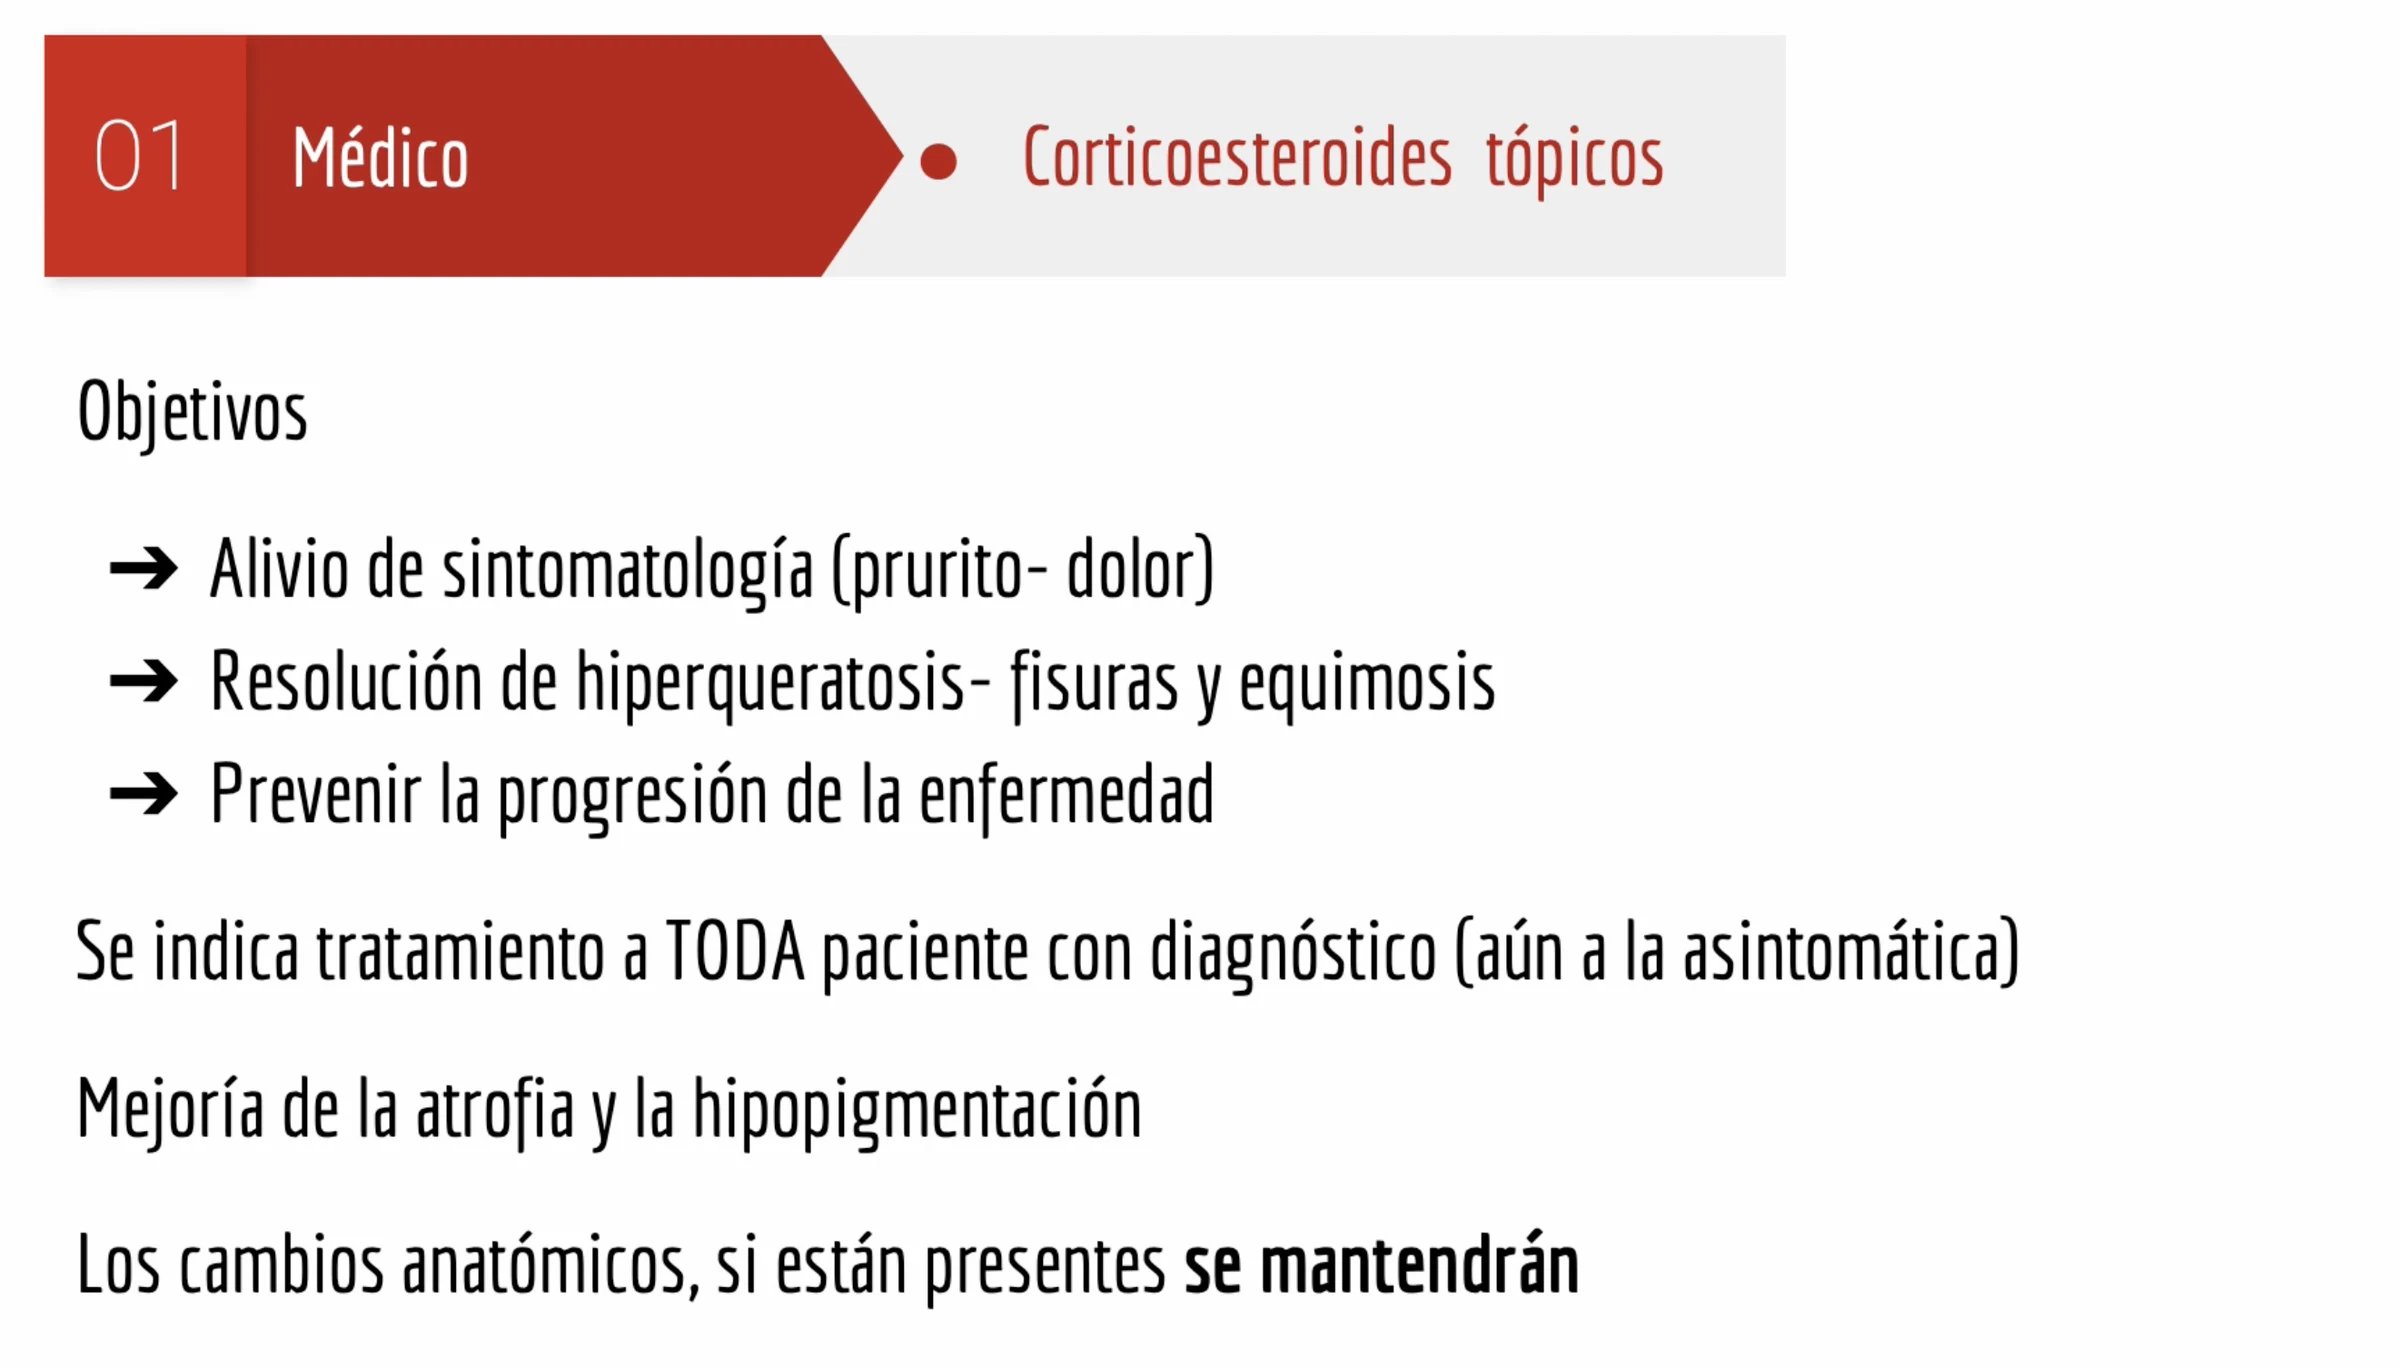 01 Médico ● Corticoesteroides tópicos
Objetivos
➔ Alivio de sintomatología (prurito- dolor)
➔ Resolución de hiperqueratosis- fisuras y equimosis
➔ Prevenir la progresión de la enfermedad
Se indica tratamiento a TODA paciente con diagnóstico (aún a la asintomática)
Mejoría de la atrofia y la hipopigmentación
Los cambios anatómicos, si están presentes se mantendrán